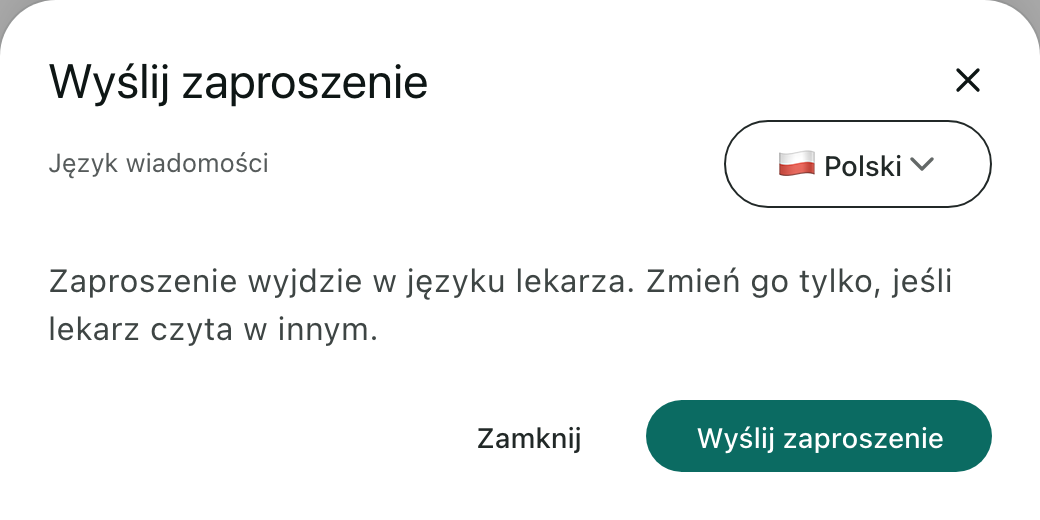 Wyślij zaproszenie
Język wiadomości
Polski
Zaproszenie wyjdzie w języku lekarza. Zmień go tylko, jeśli
lekarz czyta w innym.
Zamknij
Wyślij zaproszenie